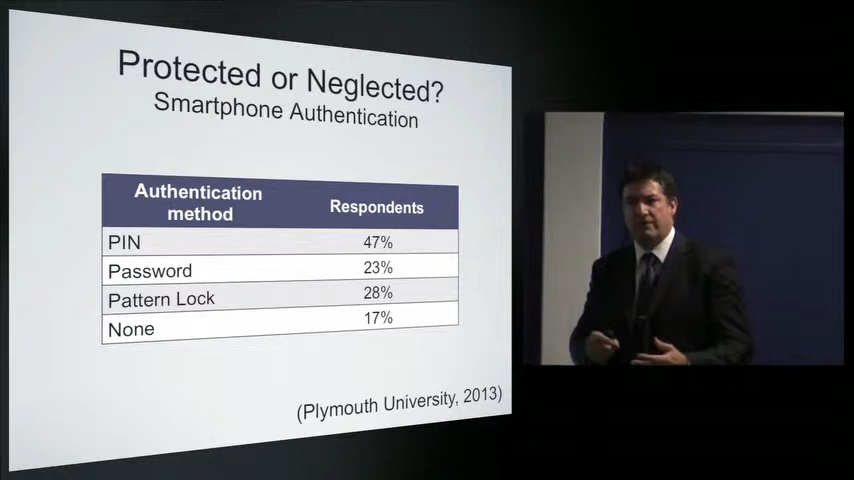 Protected or Neglected?
Smartphone Authentication
Authentication method Respondents
PIN 47%
Password 23%
Pattern Lock 28%
None 17%
(Plymouth University, 2013)